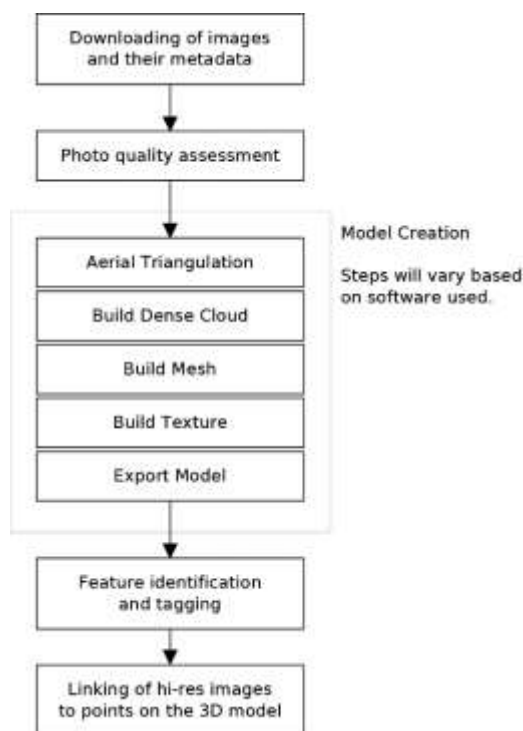 Downloading of images
and their metadata
Photo quality assessment
Model Creation
Steps will vary based
on software used.
Aerial Triangulation
Build Dense Cloud
Build Mesh
Build Texture
Export Model
Feature identification
and tagging
Linking of hi-res images
to points on the 3D model